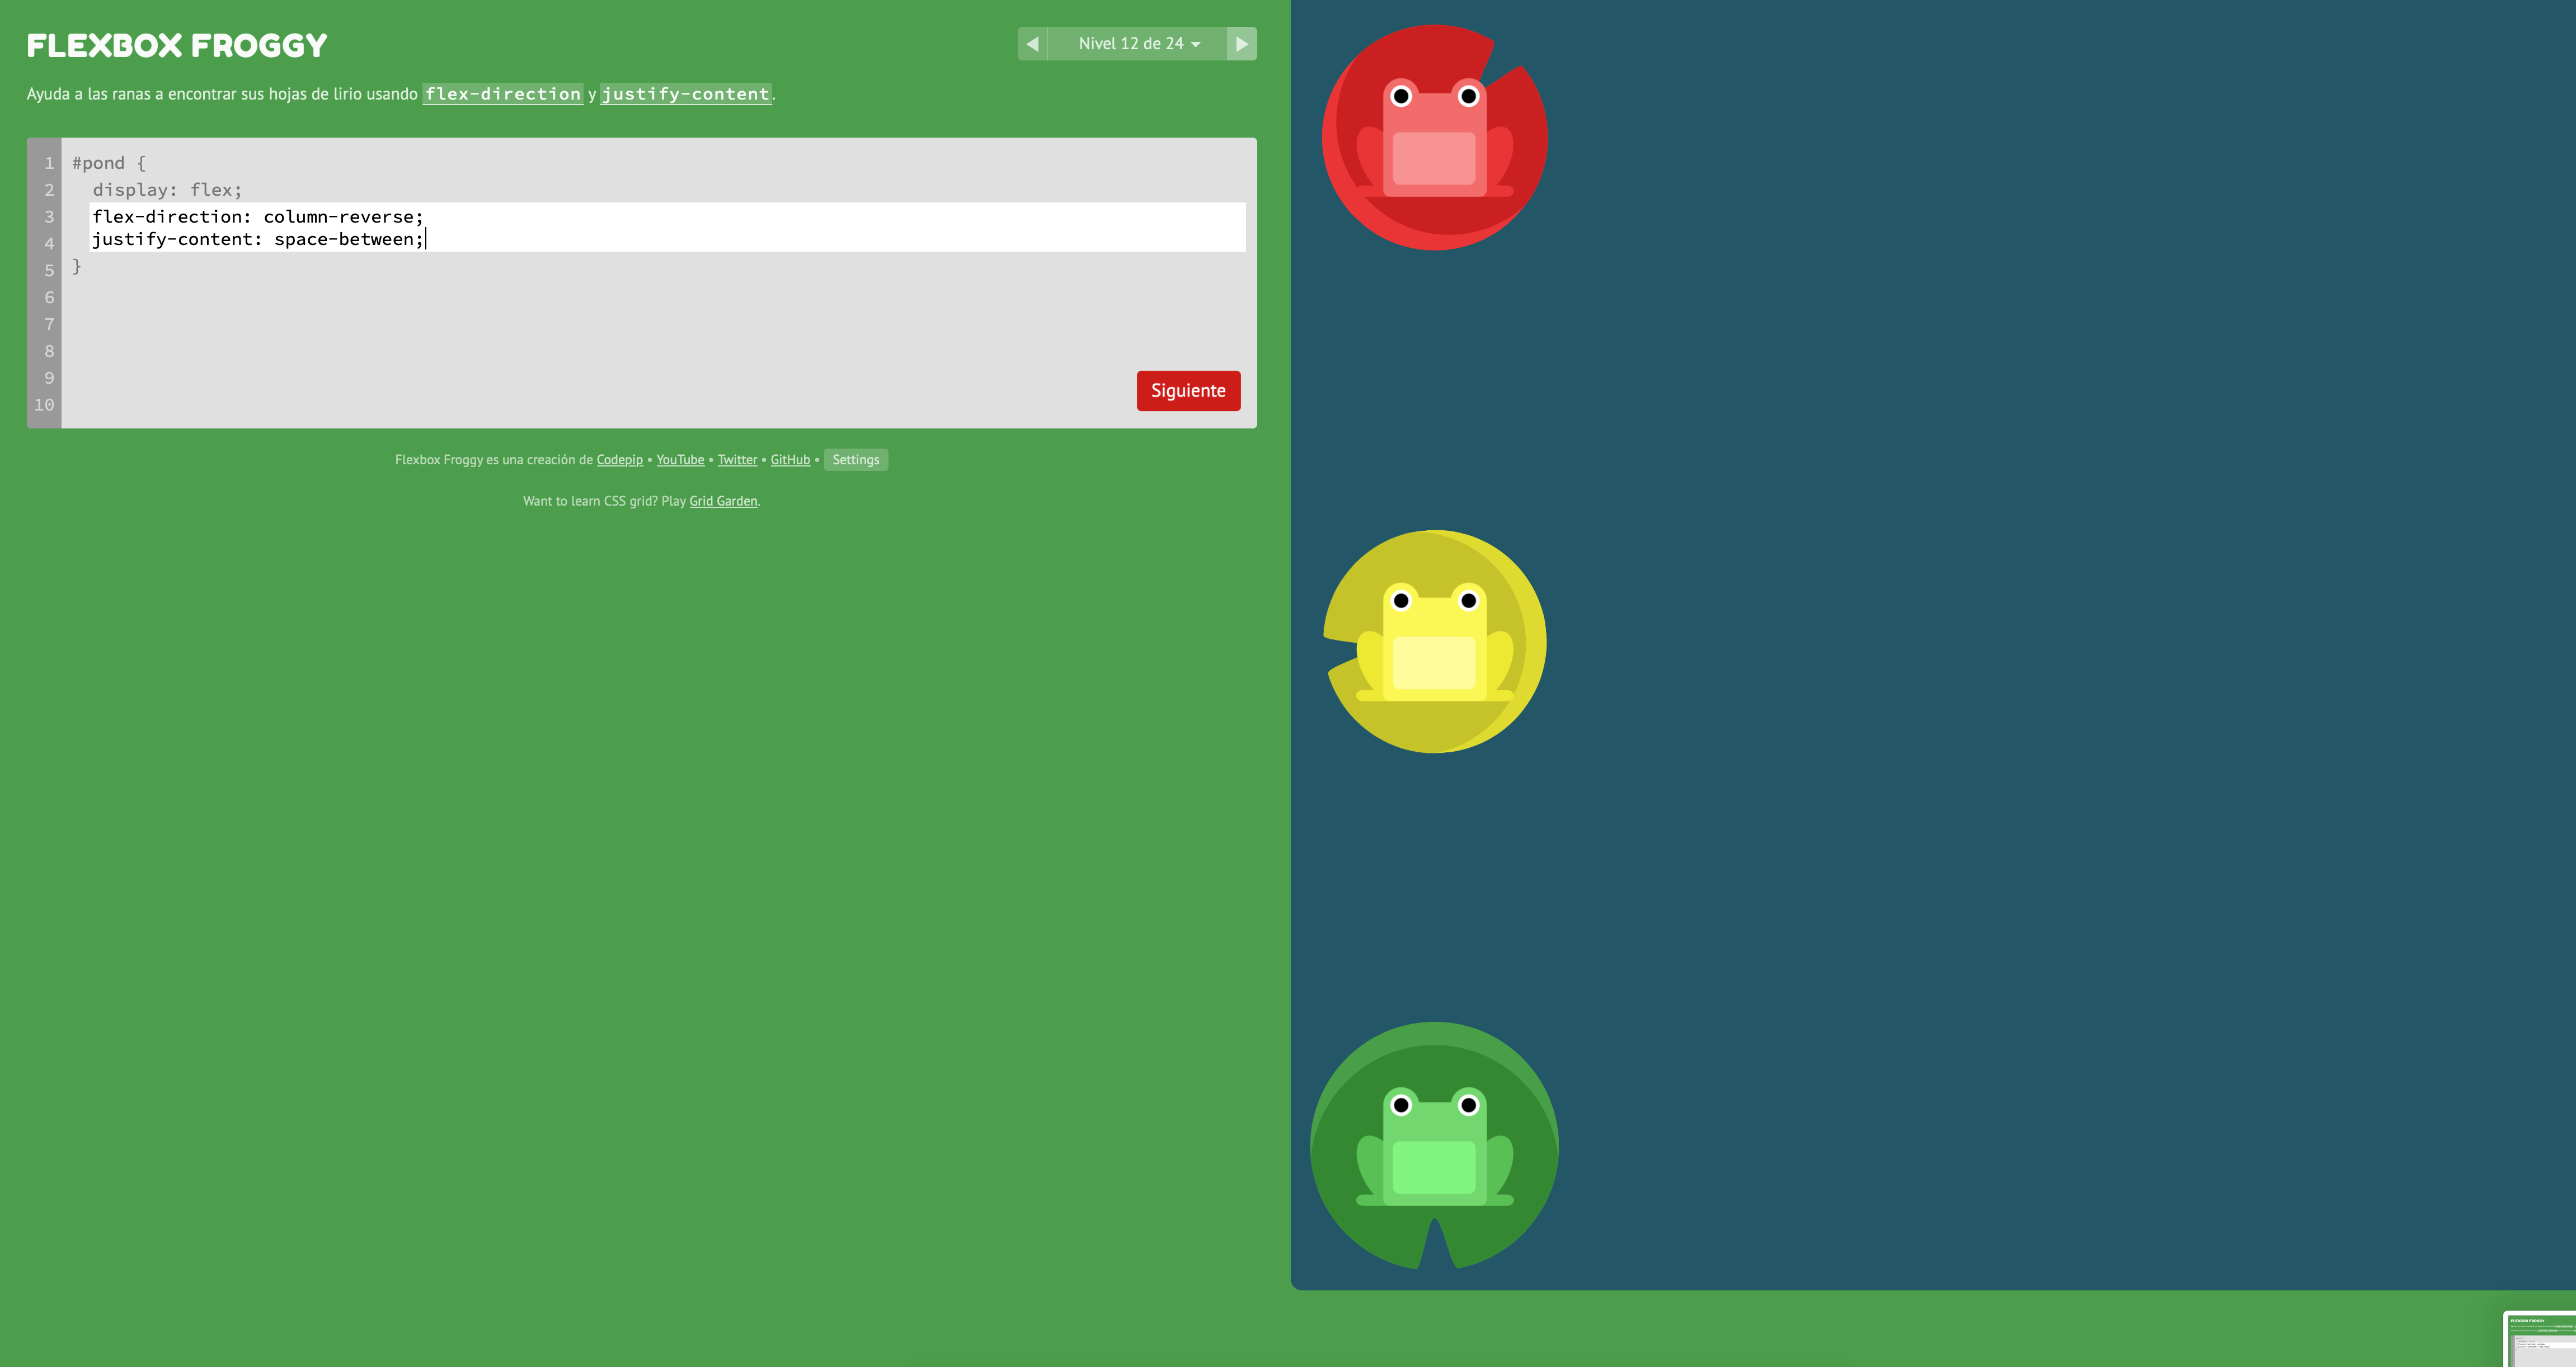 FLEXBOX FROGGY
Nivel 12 de 24
Ayuda a las ranas a encontrar sus hojas de lirio usando flex-direction y justify-content.
1 #pond {
2 display: flex;
3 flex-direction: column-reverse;
4 justify-content: space-between;
5 }
6
7
8
9
10
Siguiente
Flexbox Froggy es una creación de Codepip • YouTube • Twitter • GitHub • Settings
Want to learn CSS grid? Play Grid Garden.
FLEXBOX FROGGY